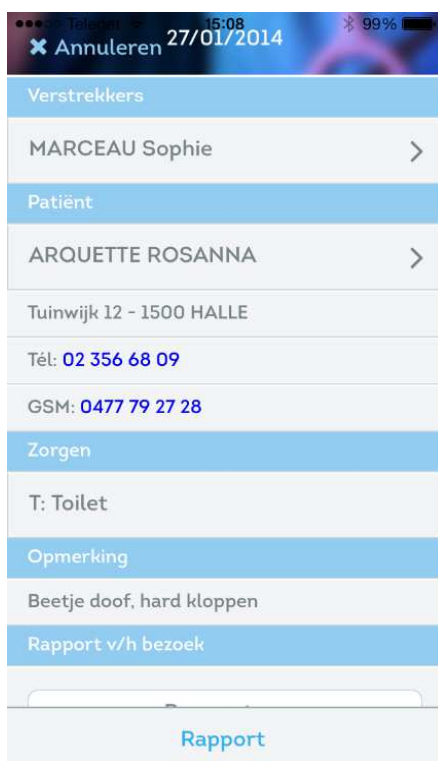 15:08 99%
Annuleren 27/01/2014
Verstrekkers
MARCEAU Sophie
Patiënt
ARQUETTE ROSANNA
Tuinwijk 12 - 1500 HALLE
Tél: 02 356 68 09
GSM: 0477 79 27 28
Zorgen
T: Toilet
Opmerking
Beetje doof, hard kloppen
Rapport v/h bezoek
Rapport